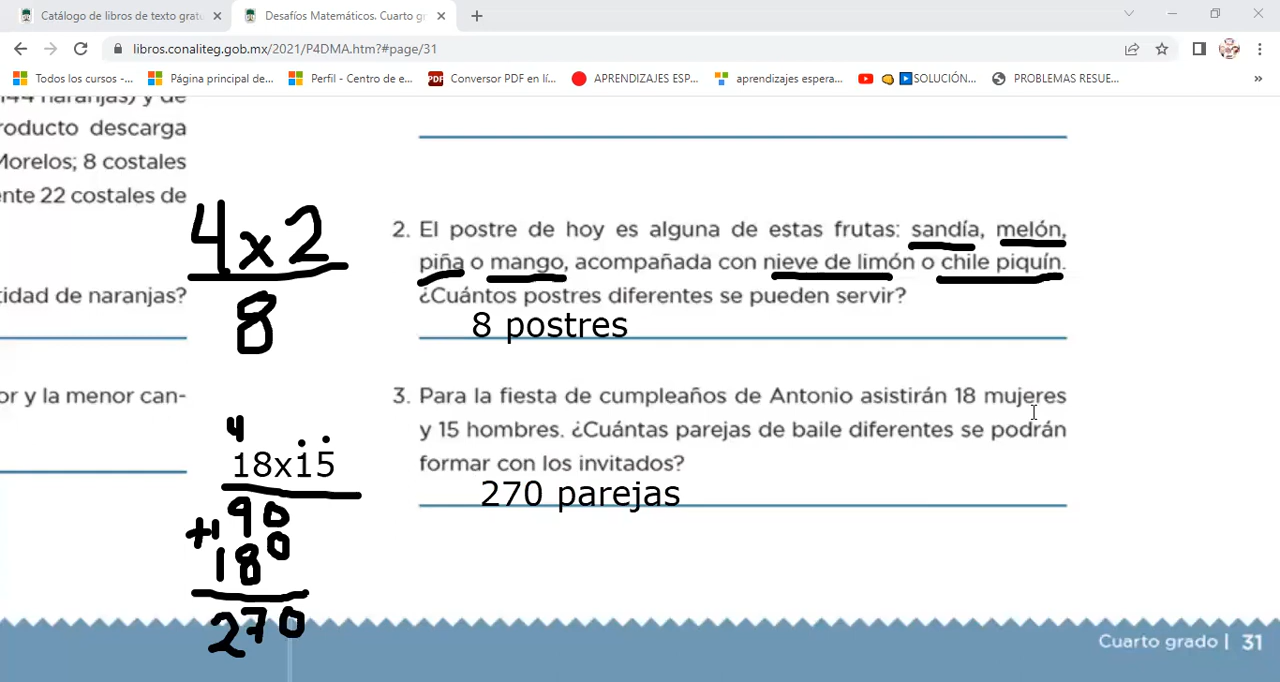 Catálogo de libros de texto gratu
Desafíos Matemáticos. Cuarto gr
libros.conaliteg.gob.mx/2021/P4DMA.htm?#page/31
Todos los cursos -...
Página principal de...
Perfil - Centro de e...
PDF
Conversor PDF en lí...
APRENDIZAJES ESP...
aprendizajes espera...
SOLUCIÓN...
PROBLEMAS RESUE...
»
144 naranjas) y de
roducto descarga
Morelos; 8 costales
nte 22 costales de
tidad de naranjas?
or y la menor can-
4x2
8
4
18x15
90
+1
180
270
2. El postre de hoy es alguna de estas frutas: sandía, melón,
piña o mango, acompañada con nieve de limón o chile piquín.
¿Cuántos postres diferentes se pueden servir?
8 postres
3. Para la fiesta de cumpleaños de Antonio asistirán 18 mujeres
y 15 hombres. ¿Cuántas parejas de baile diferentes se podrán
formar con los invitados?
270 parejas
Cuarto grado | 31